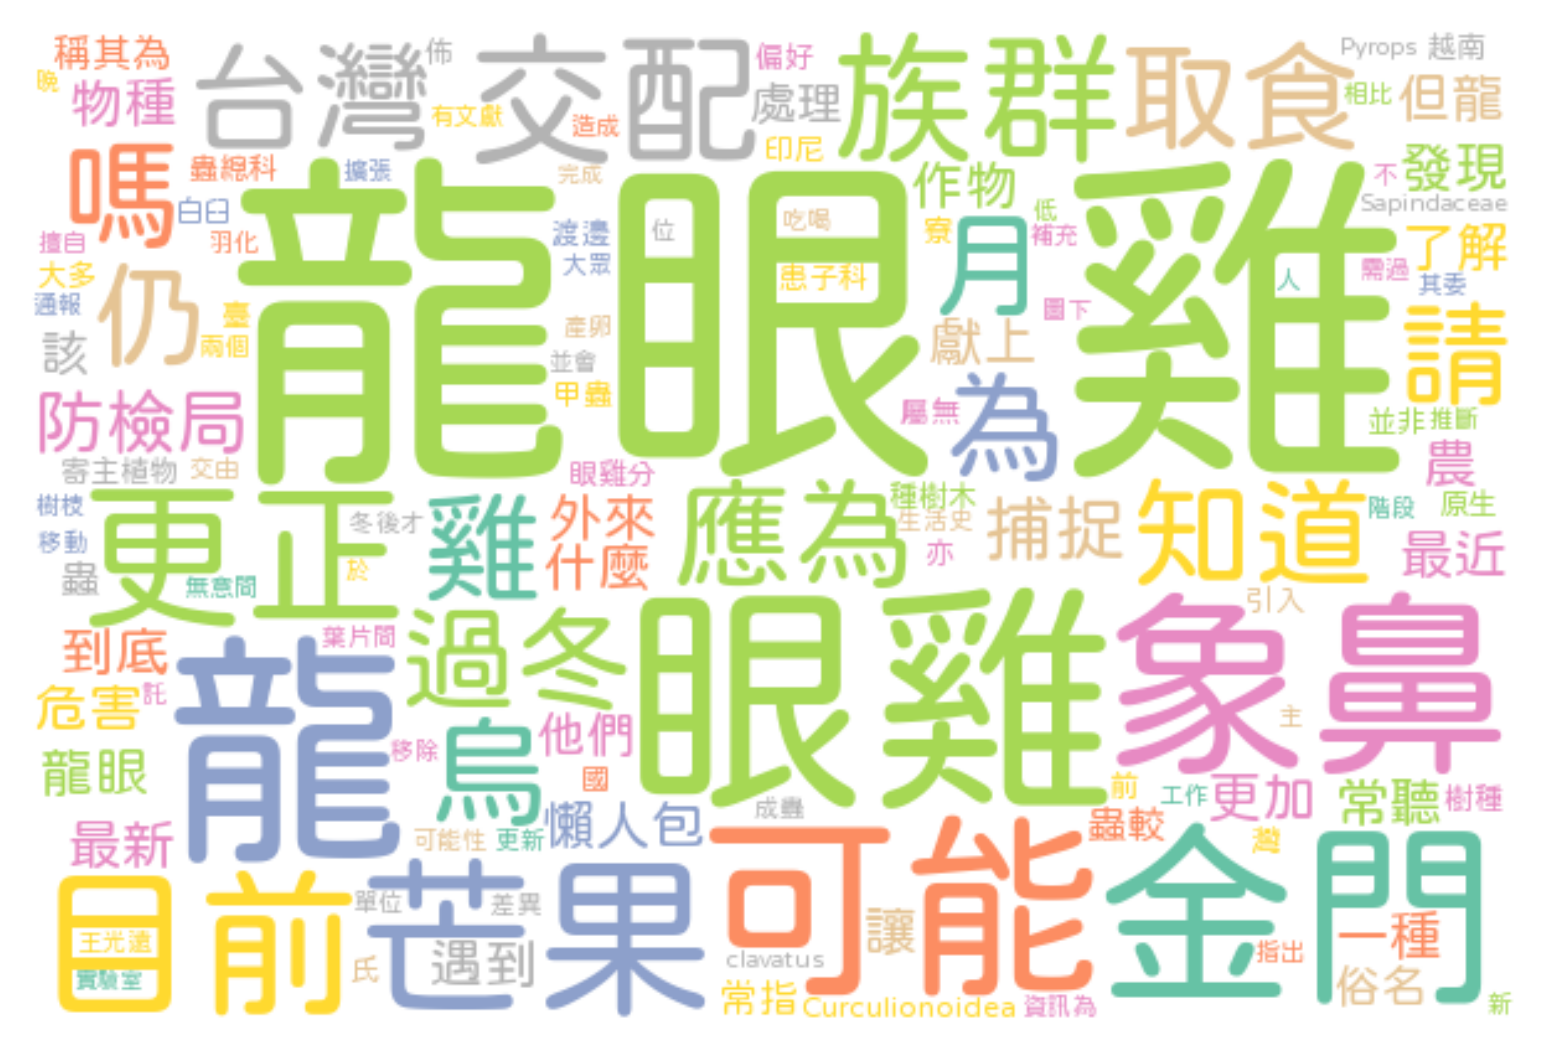 稱其為 台灣 佈 交配 偏好 族群 取食 Pyrops 越南
晚 物種 有文獻 造成 處理 相比 但龍
嗎 蟲總科 擴張 完成 印尼 作物 不 發現
白臼 羽化 龍眼雞 低 Sapindaceae
擅自 渡邊 位 吃喝 寮 月 補充 了解
大多 仍 大眾 患子科 人 需過 其委
通報 臺 圖下 請
該 兩個 產卵 並會 獻上
防檢局 甲蟲 屬無 為 並非 推斷
寄主植物 交由 眼雞分 農
樹枝 更正 冬後才 雞 外來 應為 種樹木 生活史 捕捉 知道 階段 原生
移動 蟲 無意間 於 什麼 亦 最近
引入
到底 葉片間 過冬 眼雞 象鼻
危害 託 龍 移除 烏 他們 主
龍眼 國 前 工作 更加 常聽 樹種
最新 可能性 更新 懶人包 成蟲 蟲較 灣
目前 單位 芒果 差異 可能 金門
王光遠 遇到 讓 一種
實驗室 氏 clavatus 指出 俗名
常指 Curculionoidea 資訊為 新